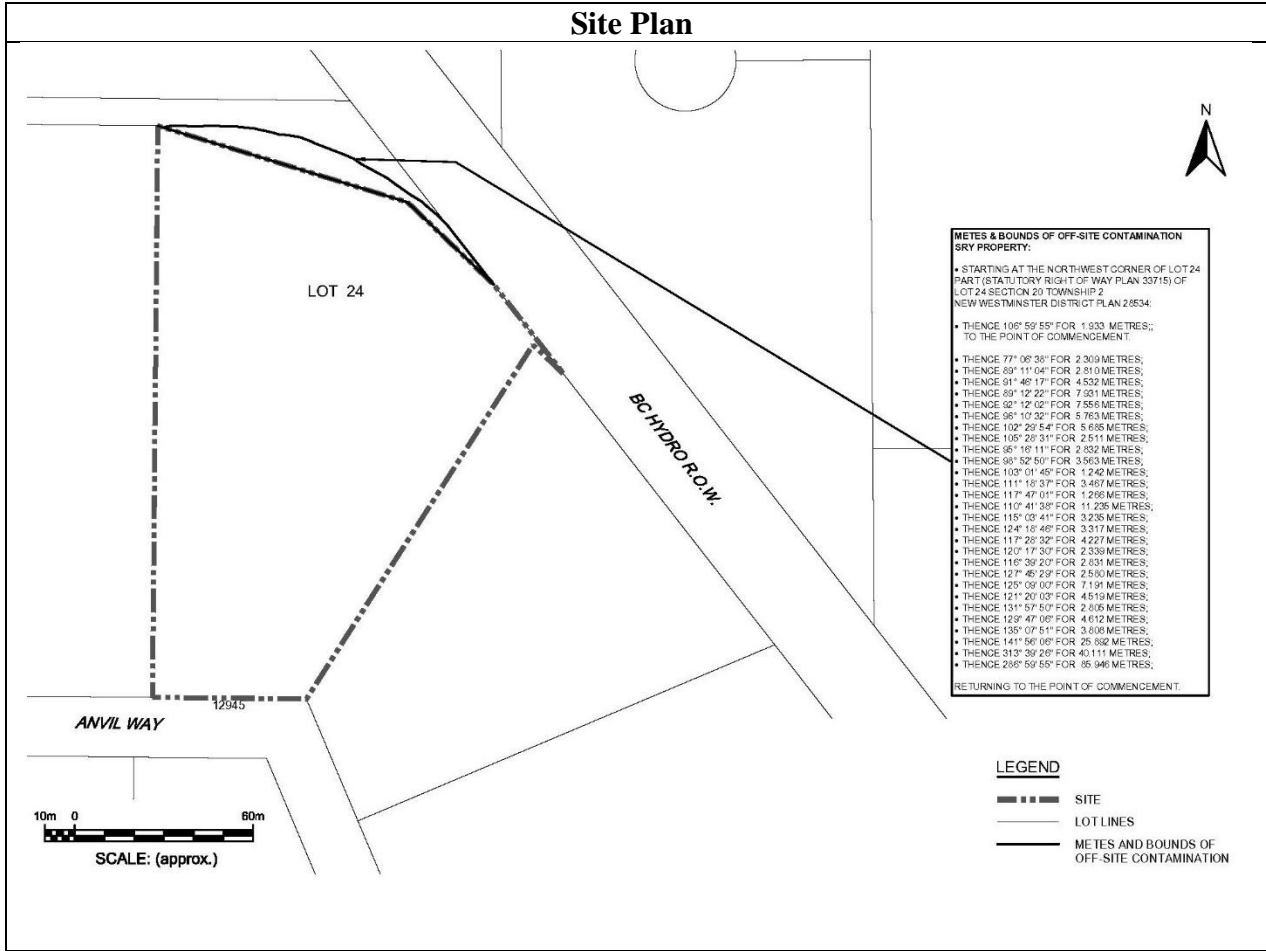 Site Plan
N
LOT 24
BC HYDRO R.O.W.
12945
ANVIL WAY
10m 0 60m
SCALE: (approx.)
METES & BOUNDS OF OFF-SITE CONTAMINATION
SRY PROPERTY:
• STARTING AT THE NORTHWEST CORNER OF LOT 24
PART (STATUTORY RIGHT OF WAY PLAN 33715) OF
LOT 24 SECTION 20 TOWNSHIP 2
NEW WESTMINSTER DISTRICT PLAN 28534:
• THENCE 106° 59' 55" FOR 1.933 METRES;;
TO THE POINT OF COMMENCEMENT.
• THENCE 77° 06' 38" FOR 2.309 METRES;
• THENCE 89° 11' 04" FOR 2.810 METRES;
• THENCE 91° 46' 17" FOR 4.532 METRES;
• THENCE 89° 12' 22" FOR 7.931 METRES;
• THENCE 92° 12' 02" FOR 7.556 METRES;
• THENCE 96° 10' 32" FOR 5.763 METRES;
• THENCE 102° 29' 54" FOR 5.685 METRES;
• THENCE 105° 28' 31" FOR 2.511 METRES;
• THENCE 95° 16' 11" FOR 2.832 METRES;
• THENCE 98° 52' 50" FOR 3.563 METRES;
• THENCE 103° 01' 45" FOR 1.242 METRES;
• THENCE 111° 18' 37" FOR 3.467 METRES;
• THENCE 117° 47' 01" FOR 1.266 METRES;
• THENCE 110° 41' 38" FOR 11.235 METRES;
• THENCE 115° 03' 41" FOR 3.235 METRES;
• THENCE 124° 18' 46" FOR 3.317 METRES;
• THENCE 117° 28' 32" FOR 4.227 METRES;
• THENCE 120° 17' 30" FOR 2.339 METRES;
• THENCE 116° 39' 20" FOR 2.831 METRES;
• THENCE 127° 45' 29" FOR 2.580 METRES;
• THENCE 125° 09' 00" FOR 7.191 METRES;
• THENCE 121° 20' 03" FOR 4.519 METRES;
• THENCE 131° 57' 50" FOR 2.805 METRES;
• THENCE 129° 47' 06" FOR 4.612 METRES;
• THENCE 135° 07' 51" FOR 3.808 METRES;
• THENCE 141° 56' 06" FOR 25.892 METRES;
• THENCE 313° 39' 26" FOR 40.111 METRES;
• THENCE 286° 59' 55" FOR 85.946 METRES;
RETURNING TO THE POINT OF COMMENCEMENT.
LEGEND
SITE
LOT LINES
METES AND BOUNDS OF
OFF-SITE CONTAMINATION